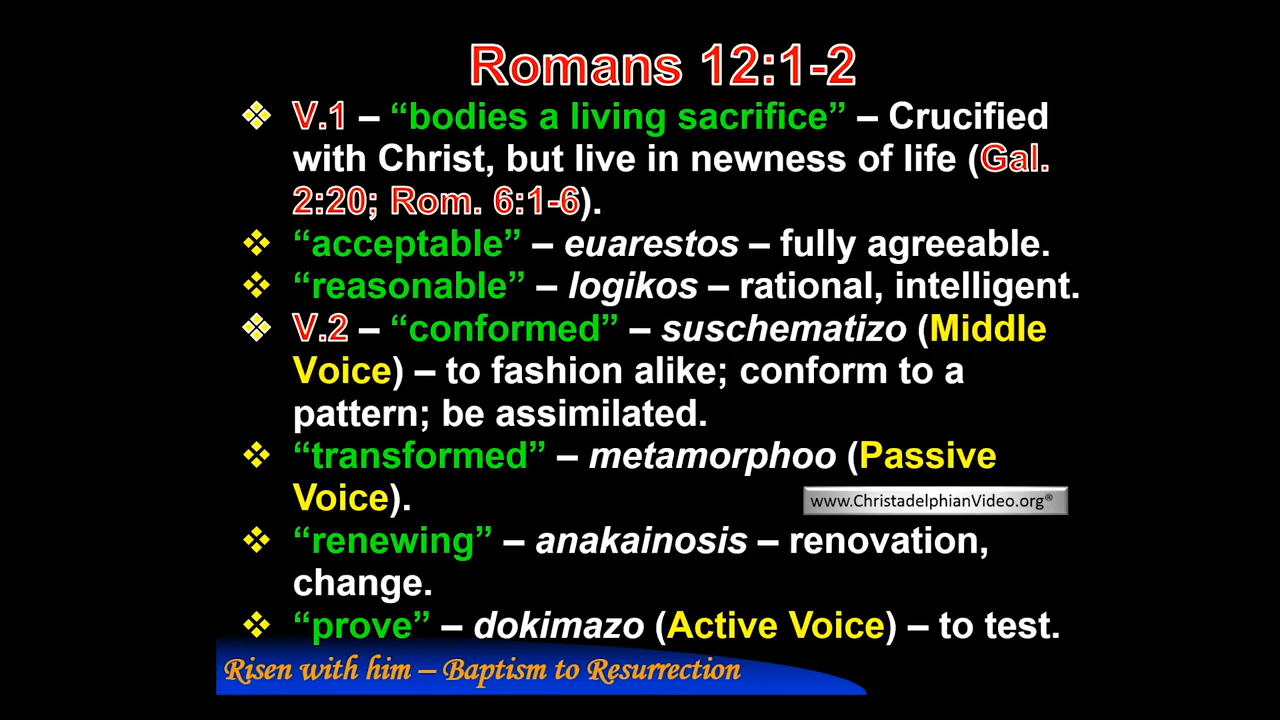 Romans 12:1-2
❖ V.1 – “bodies a living sacrifice” – Crucified
with Christ, but live in newness of life (Gal.
2:20; Rom. 6:1-6).
❖ “acceptable” – euarestos – fully agreeable.
❖ “reasonable” – logikos – rational, intelligent.
❖ V.2 – “conformed” – suschematizo (Middle
Voice) – to fashion alike; conform to a
pattern; be assimilated.
❖ “transformed” – metamorphoo (Passive
Voice).
www.ChristadelphianVideo.org®
❖ “renewing” – anakainosis – renovation,
change.
❖ “prove” – dokimazo (Active Voice) – to test.
Risen with him – Baptism to Resurrection